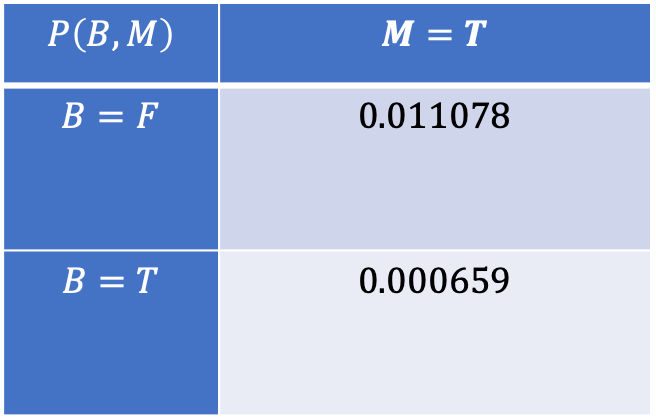 P(B, M) M = T
B = F 0.011078
B = T 0.000659